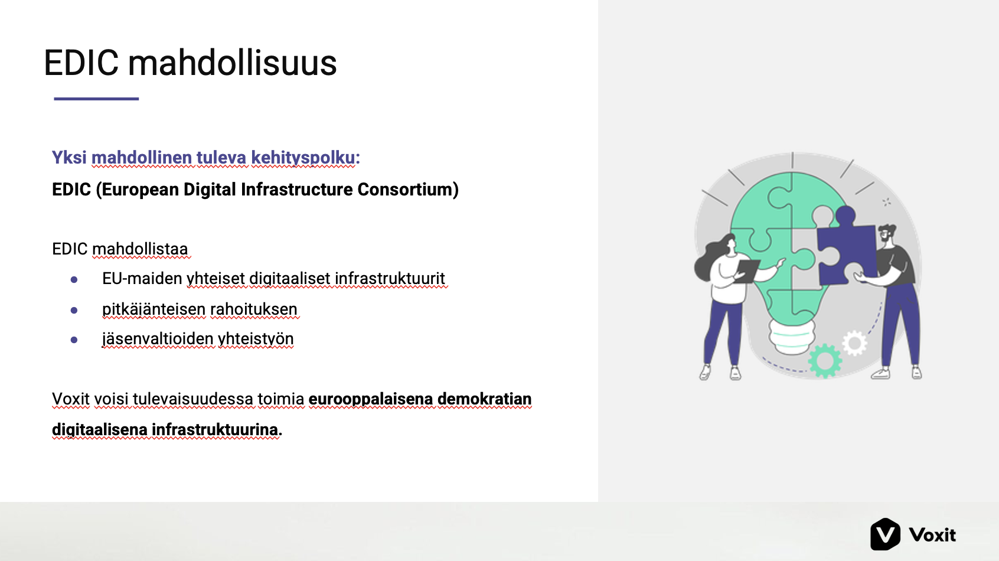 EDIC mahdollisuus
Yksi mahdollinen tuleva kehityspolku:
EDIC (European Digital Infrastructure Consortium)
EDIC mahdollistaa
● EU-maiden yhteiset digitaaliset infrastruktuurit
● pitkäjänteisen rahoituksen
● jäsenvaltioiden yhteistyön
Voxit voisi tulevaisuudessa toimia eurooppalaisena demokratian
digitaalisena infrastruktuurina.
Voxit